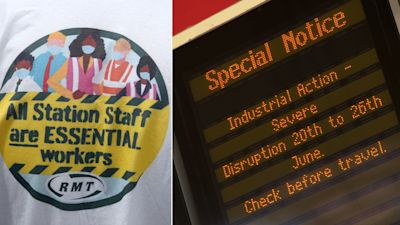 All Station Staff
are ESSENTIAL
workers
RMT
Special Notice
Industrial Action -
Severe
Disruption 20th to 26th
June.
Check before travel.